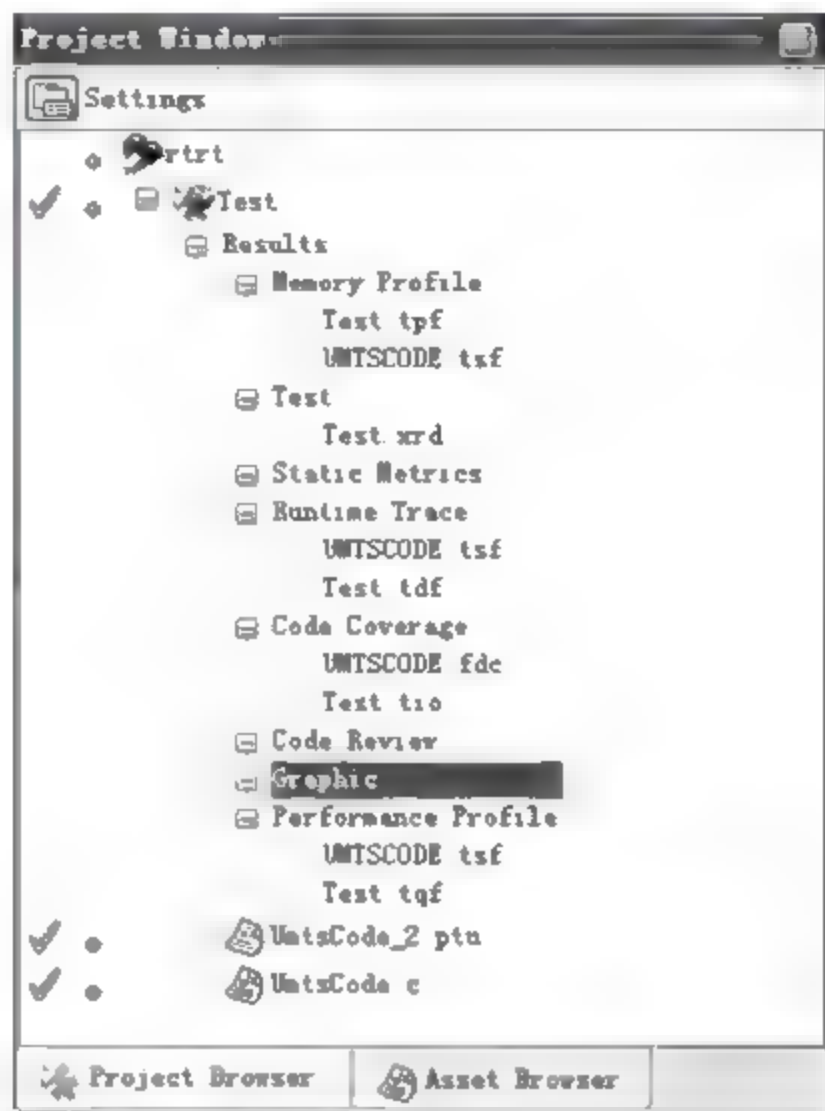 Project Window
Settings
rtrt
Test
Results
Memory Profile
Test tpf
UMTSCODE tsf
Test
Test.xrd
Static Metrics
Runtime Trace
UMTSCODE tsf
Test tdf
Code Coverage
UMTSCODE fdc
Test tio
Code Review
Graphic
Performance Profile
UMTSCODE tsf
Test tqf
UmtsCode_2 ptu
UmtsCode c
Project Browser
Asset Browser